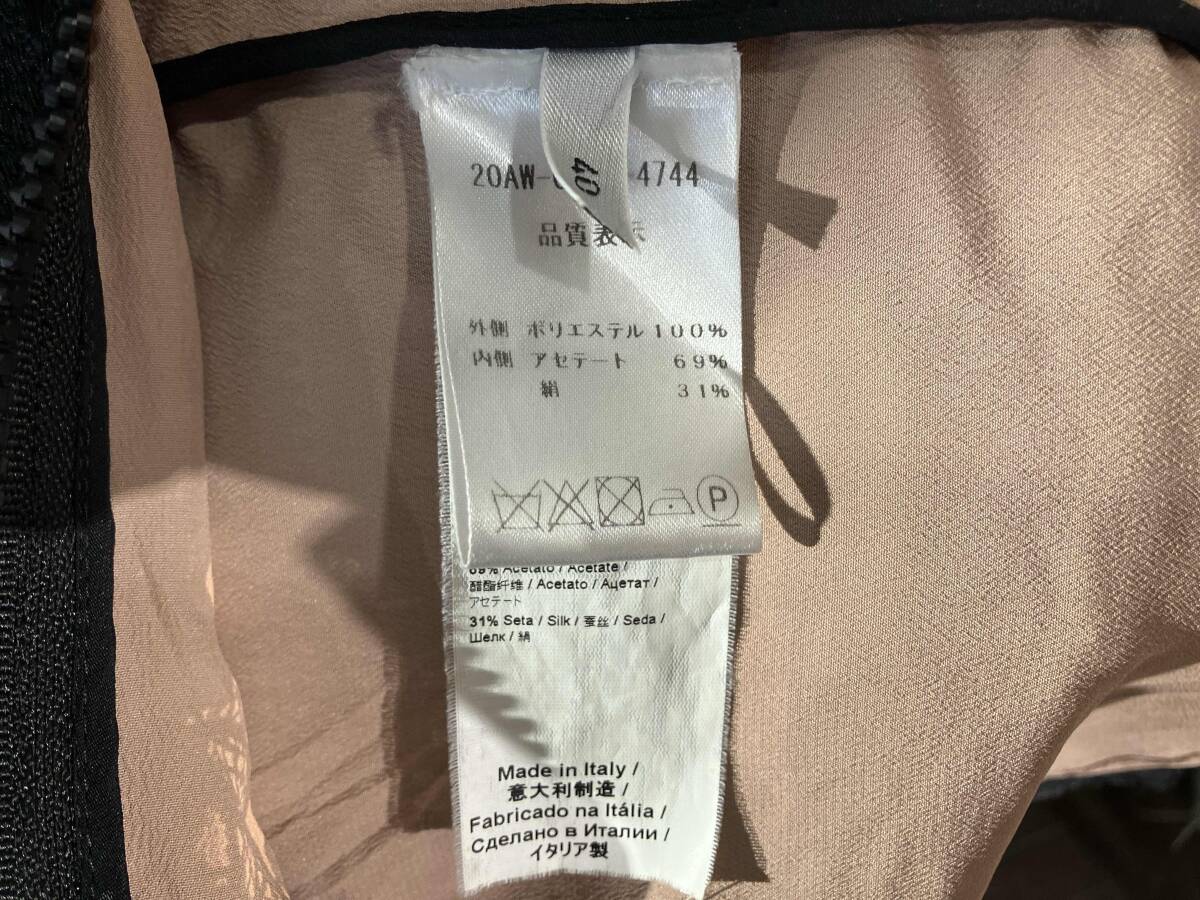 40
20AW- 4744
品質表示
外側 ポリエステル 100%
内側 アセテート 69%
絹 31%
P
69% Acetato / Acetate /
醋酯纤维 / Acetato / Ацетат /
アセテート
31% Seta / Silk / 蚕丝 / Seda /
Шелк / 絹
Made in Italy /
意大利制造 /
Fabricado na Itália /
Сделано в Италии /
イタリア製